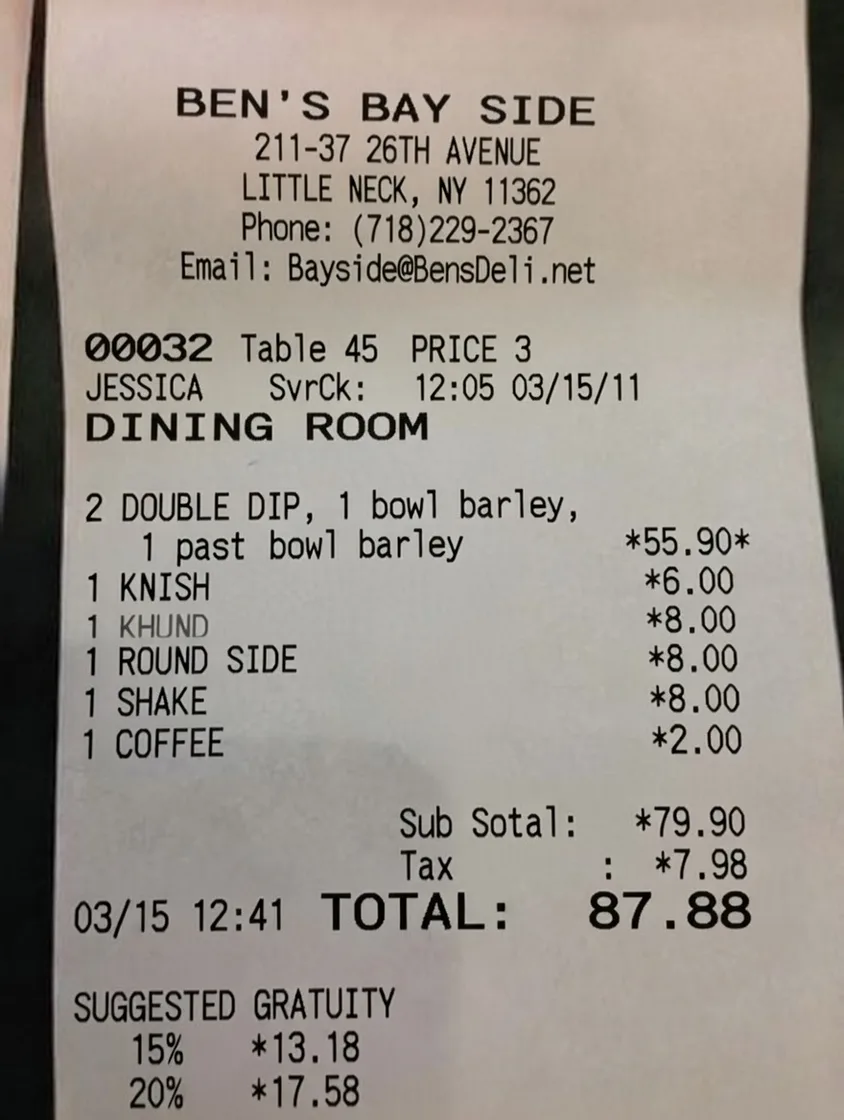 BEN'S BAY SIDE
211-37 26TH AVENUE
LITTLE NECK, NY 11362
Phone: (718)229-2367
Email: Bayside@BensDeli.net
00032 Table 45 PRICE 3
JESSICA SvrCk: 12:05 03/15/11
DINING ROOM
2 DOUBLE DIP, 1 bowl barley,
1 past bowl barley *55.90*
1 KNISH *6.00
1 KHUND *8.00
1 ROUND SIDE *8.00
1 SHAKE *8.00
1 COFFEE *2.00
Sub Sotal: *79.90
Tax : *7.98
03/15 12:41 TOTAL: 87.88
SUGGESTED GRATUITY
15% *13.18
20% *17.58